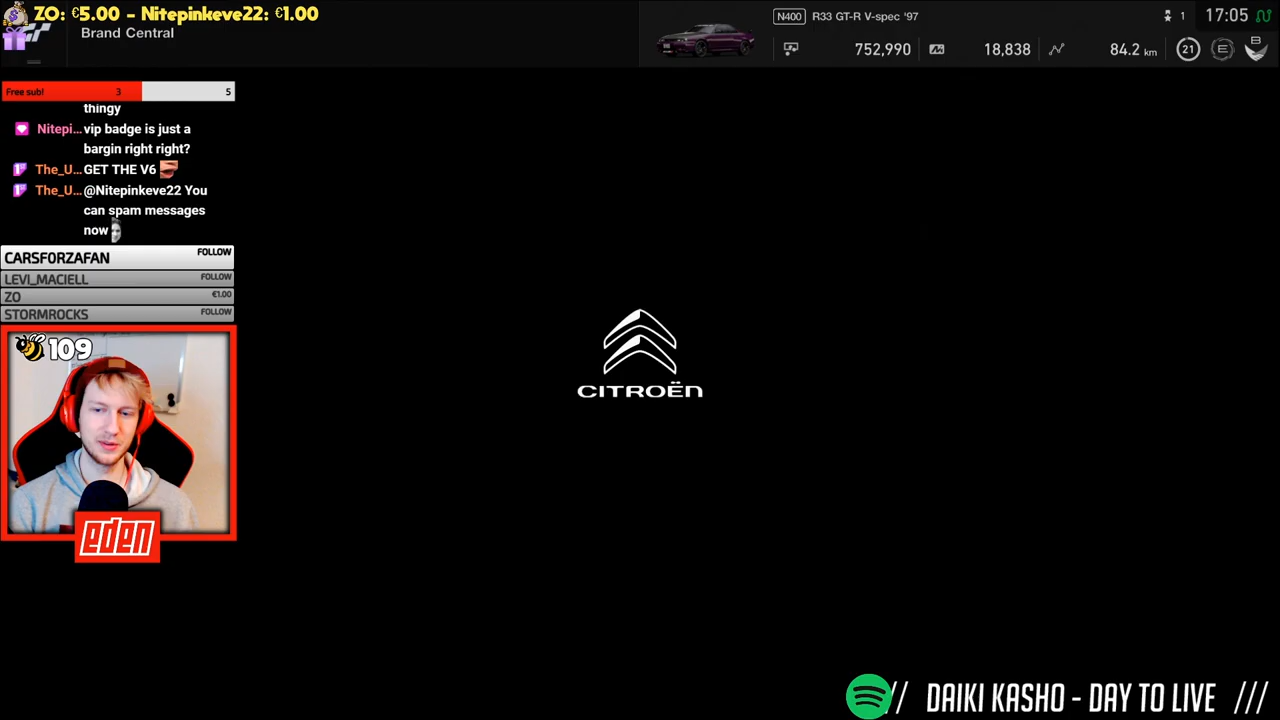 ZO: €5.00 - Nitepinkeve22: €1.00
Brand Central
N400 R33 GT-R V-spec '97
1 17:05
752,990 18,838 84.2 km 21 E B
Free sub! 3 5
thingy
Nitepi... vip badge is just a
bargin right right?
The_U... GET THE V6
The_U... @Nitepinkeve22 You
can spam messages
now
CARSFORZAFAN FOLLOW
LEVI_MACIELL FOLLOW
ZO €1.00
STORMROCKS FOLLOW
109
eden
CITROËN
// DAIKI KASHO - DAY TO LIVE ///